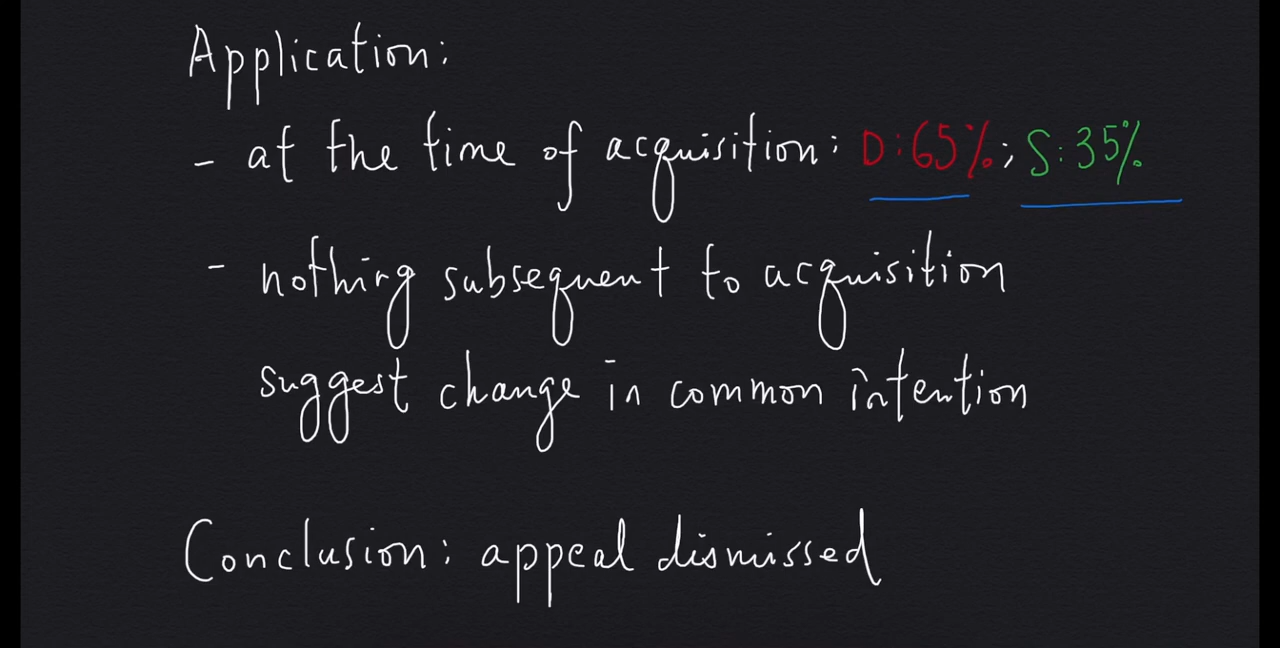 Application:
- at the time of acquisition: D:65%; S:35%
- nothing subsequent to acquisition
suggest change in common intention
Conclusion: appeal dismissed